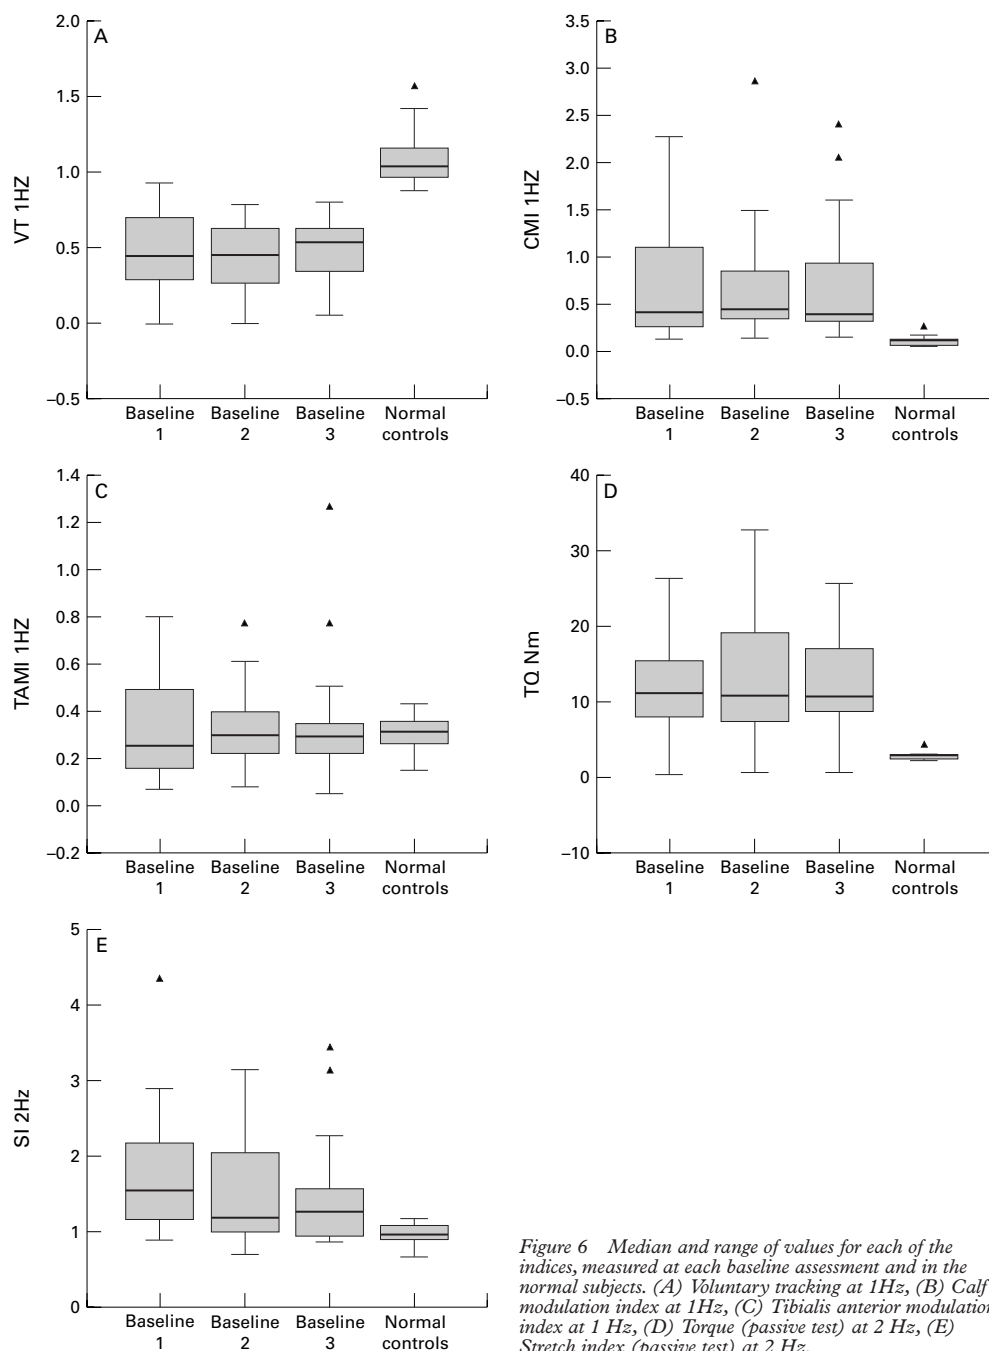 A
2.0
1.5
1.0
0.5
0.0
–0.5
VT 1HZ
Baseline Baseline Baseline Normal
1 2 3 controls
B
3.5
3.0
2.5
2.0
1.5
1.0
0.5
0.0
–0.5
CMI 1HZ
Baseline Baseline Baseline Normal
1 2 3 controls
C
1.4
1.2
1.0
0.8
0.6
0.4
0.2
0.0
–0.2
TAMI 1HZ
Baseline Baseline Baseline Normal
1 2 3 controls
D
40
30
20
10
0
–10
TQ Nm
Baseline Baseline Baseline Normal
1 2 3 controls
E
5
4
3
2
1
0
SI 2Hz
Baseline Baseline Baseline Normal
1 2 3 controls
Figure 6 Median and range of values for each of the
indices, measured at each baseline assessment and in the
normal subjects. (A) Voluntary tracking at 1Hz, (B) Calf
modulation index at 1Hz, (C) Tibialis anterior modulation
index at 1 Hz, (D) Torque (passive test) at 2 Hz, (E)
Stretch index (passive test) at 2 Hz.